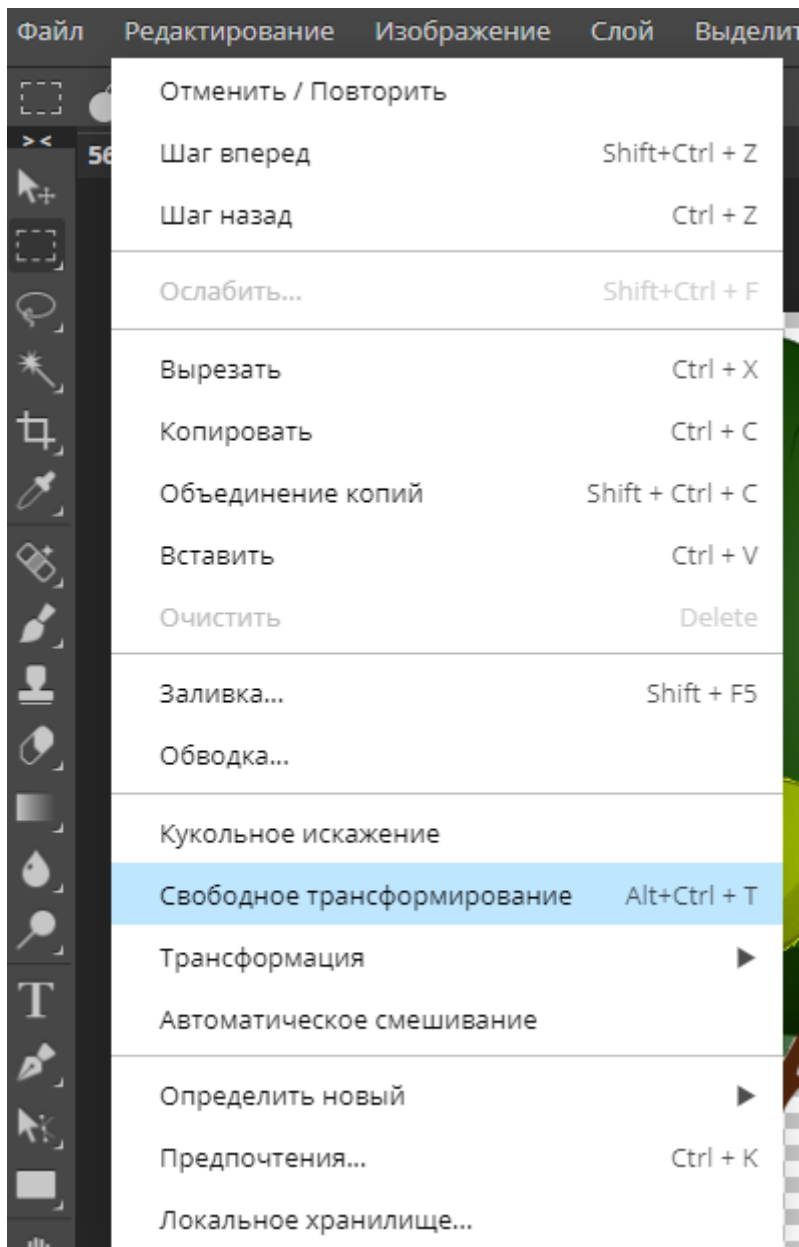 Файл Редактирование Изображение Слой Выделит
Отменить / Повторить
> <
56
Шаг вперед Shift+Ctrl + Z
Шаг назад Ctrl + Z
Ослабить... Shift+Ctrl + F
Вырезать Ctrl + X
Копировать Ctrl + C
Объединение копий Shift + Ctrl + C
Вставить Ctrl + V
Очистить Delete
Заливка... Shift + F5
Обводка...
Кукольное искажение
Свободное трансформирование Alt+Ctrl + T
Трансформация
Автоматическое смешивание
T
Определить новый
Предпочтения... Ctrl + K
Локальное хранилище...